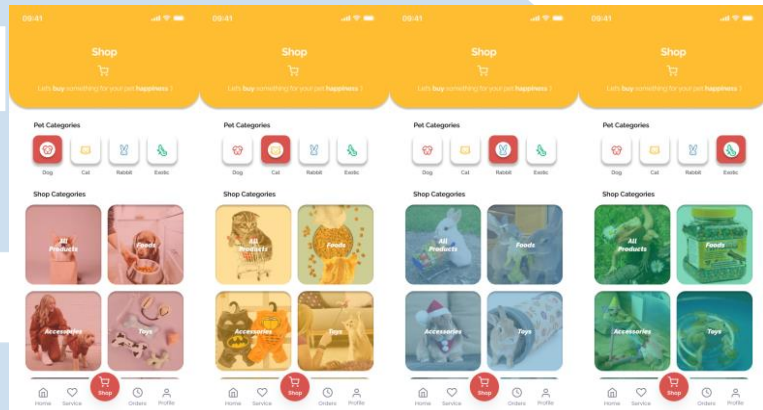 09:41
Shop
Let's buy something for your pet happiness :)
Pet Categories
Dog Cat Rabbit Exotic
Shop Categories
All Products
Foods
Accessories
Toys
Home Service Shop Orders Profile
09:41
Shop
Let's buy something for your pet happiness :)
Pet Categories
Dog Cat Rabbit Exotic
Shop Categories
All Products
Foods
Accessories
Toys
Home Service Shop Orders Profile
09:41
Shop
Let's buy something for your pet happiness :)
Pet Categories
Dog Cat Rabbit Exotic
Shop Categories
All Products
Foods
Accessories
Toys
Home Service Shop Orders Profile
09:41
Shop
Let's buy something for your pet happiness :)
Pet Categories
Dog Cat Rabbit Exotic
Shop Categories
All Products
Foods
Accessories
Toys
Home Service Shop Orders Profile